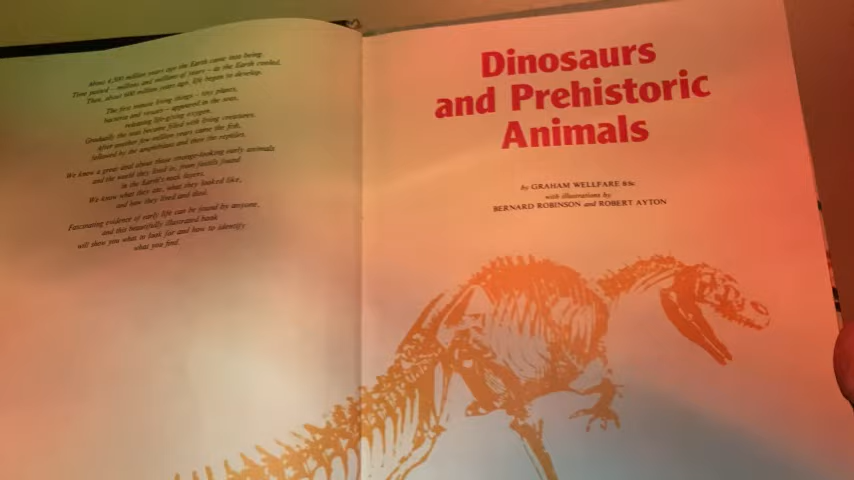 About 4,500 million years ago the Earth came into being.
Time passed – millions and millions of years – as the Earth cooled.
Then, about 600 million years ago, life began to develop.
The first minute living things – tiny plants,
bacteria and viruses – appeared in the seas,
releasing life-giving oxygen.
Gradually the seas became filled with living creatures.
after another few million years came the fish,
followed by the amphibians and then the reptiles.
We know a great deal about these strange-looking early animals
and the world they lived in, from fossils found
in the Earth's rock layers.
We know what they ate, what they looked like,
and how they lived and died.
Fascinating evidence of early life can be found by anyone,
and this beautifully illustrated book
will show you what to look for and how to identify
what you find.
Dinosaurs
and Prehistoric
Animals
by GRAHAM WELLFARE BSc
with illustrations by
BERNARD ROBINSON and ROBERT AYTON